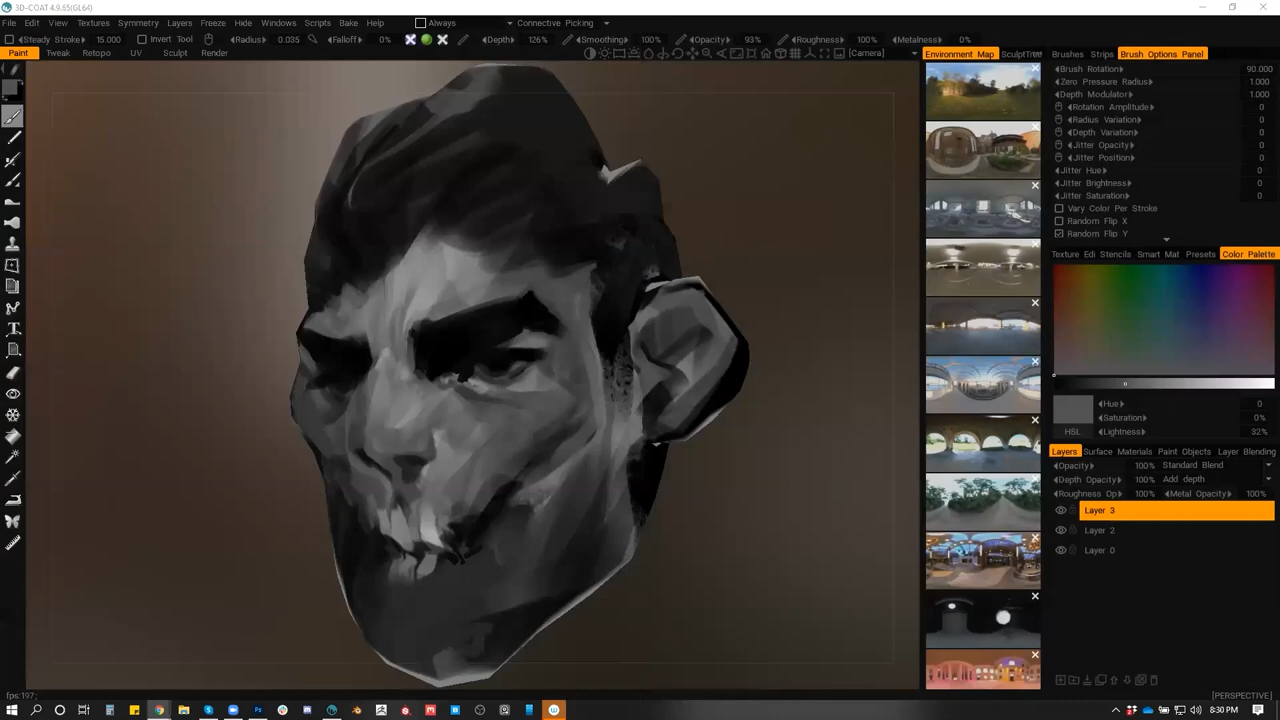 3D-COAT 4.9.65(GL64)
File Edit View Textures Symmetry Layers Freeze Hide Windows Scripts Bake Help Always Connective Picking
Steady Stroke 15.000 Invert Tool Radius 0.035 Falloff 0% Depth 126% Smoothing 100% Opacity 93% Roughness 100% Metalness 0%
Paint Tweak Retopo UV Sculpt Render [Camera] Environment Map SculptTree Brushes Strips Brush Options Panel
Brush Rotation 90.000
Zero Pressure Radius 1.000
Depth Modulator 1.000
Rotation Amplitude 0
Radius Variation 0
Depth Variation 0
Jitter Opacity 0
Jitter Position 0
Jitter Hue 0
Jitter Brightness 0
Jitter Saturation 0
Vary Color Per Stroke
Random Flip X
Random Flip Y
Texture Edi Stencils Smart Mat Presets Color Palette
Hue 0
Saturation 0%
HSL Lightness 32%
Layers Surface Materials Paint Objects Layer Blending
Opacity 100% Standard Blend
Depth Opacity 100% Add depth
Roughness Op 100% Metal Opacity 100%
Layer 3
Layer 2
Layer 0
fps:197; [PERSPECTIVE]
8:30 PM